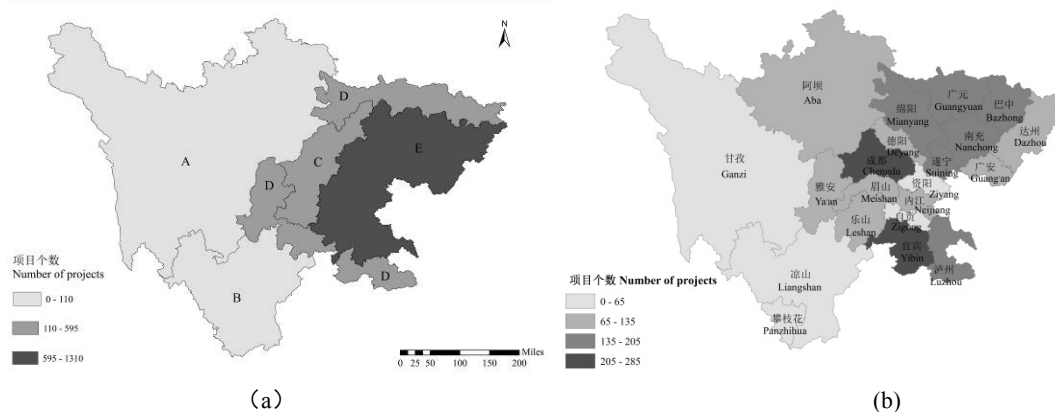 N
A
B
C
D
D
D
E
项目个数
Number of projects
0 - 110
110 - 595
595 - 1310
Miles
0 25 50 100 150 200
(a)
阿坝
Aba
甘孜
Ganzi
绵阳
Mianyang
广元
Guangyuan
巴中
Bazhong
达州
Dazhou
南充
Nanchong
广安
Guang'an
德阳
Deyang
成都
Chengdu
遂宁
Suining
资阳
Ziyang
雅安
Ya'an
眉山
Meishan
内江
Neijiang
自贡
Zigong
乐山
Leshan
宜宾
Yibin
泸州
Luzhou
凉山
Liangshan
攀枝花
Panzhihua
项目个数 Number of projects
0 - 65
65 - 135
135 - 205
205 - 285
(b)